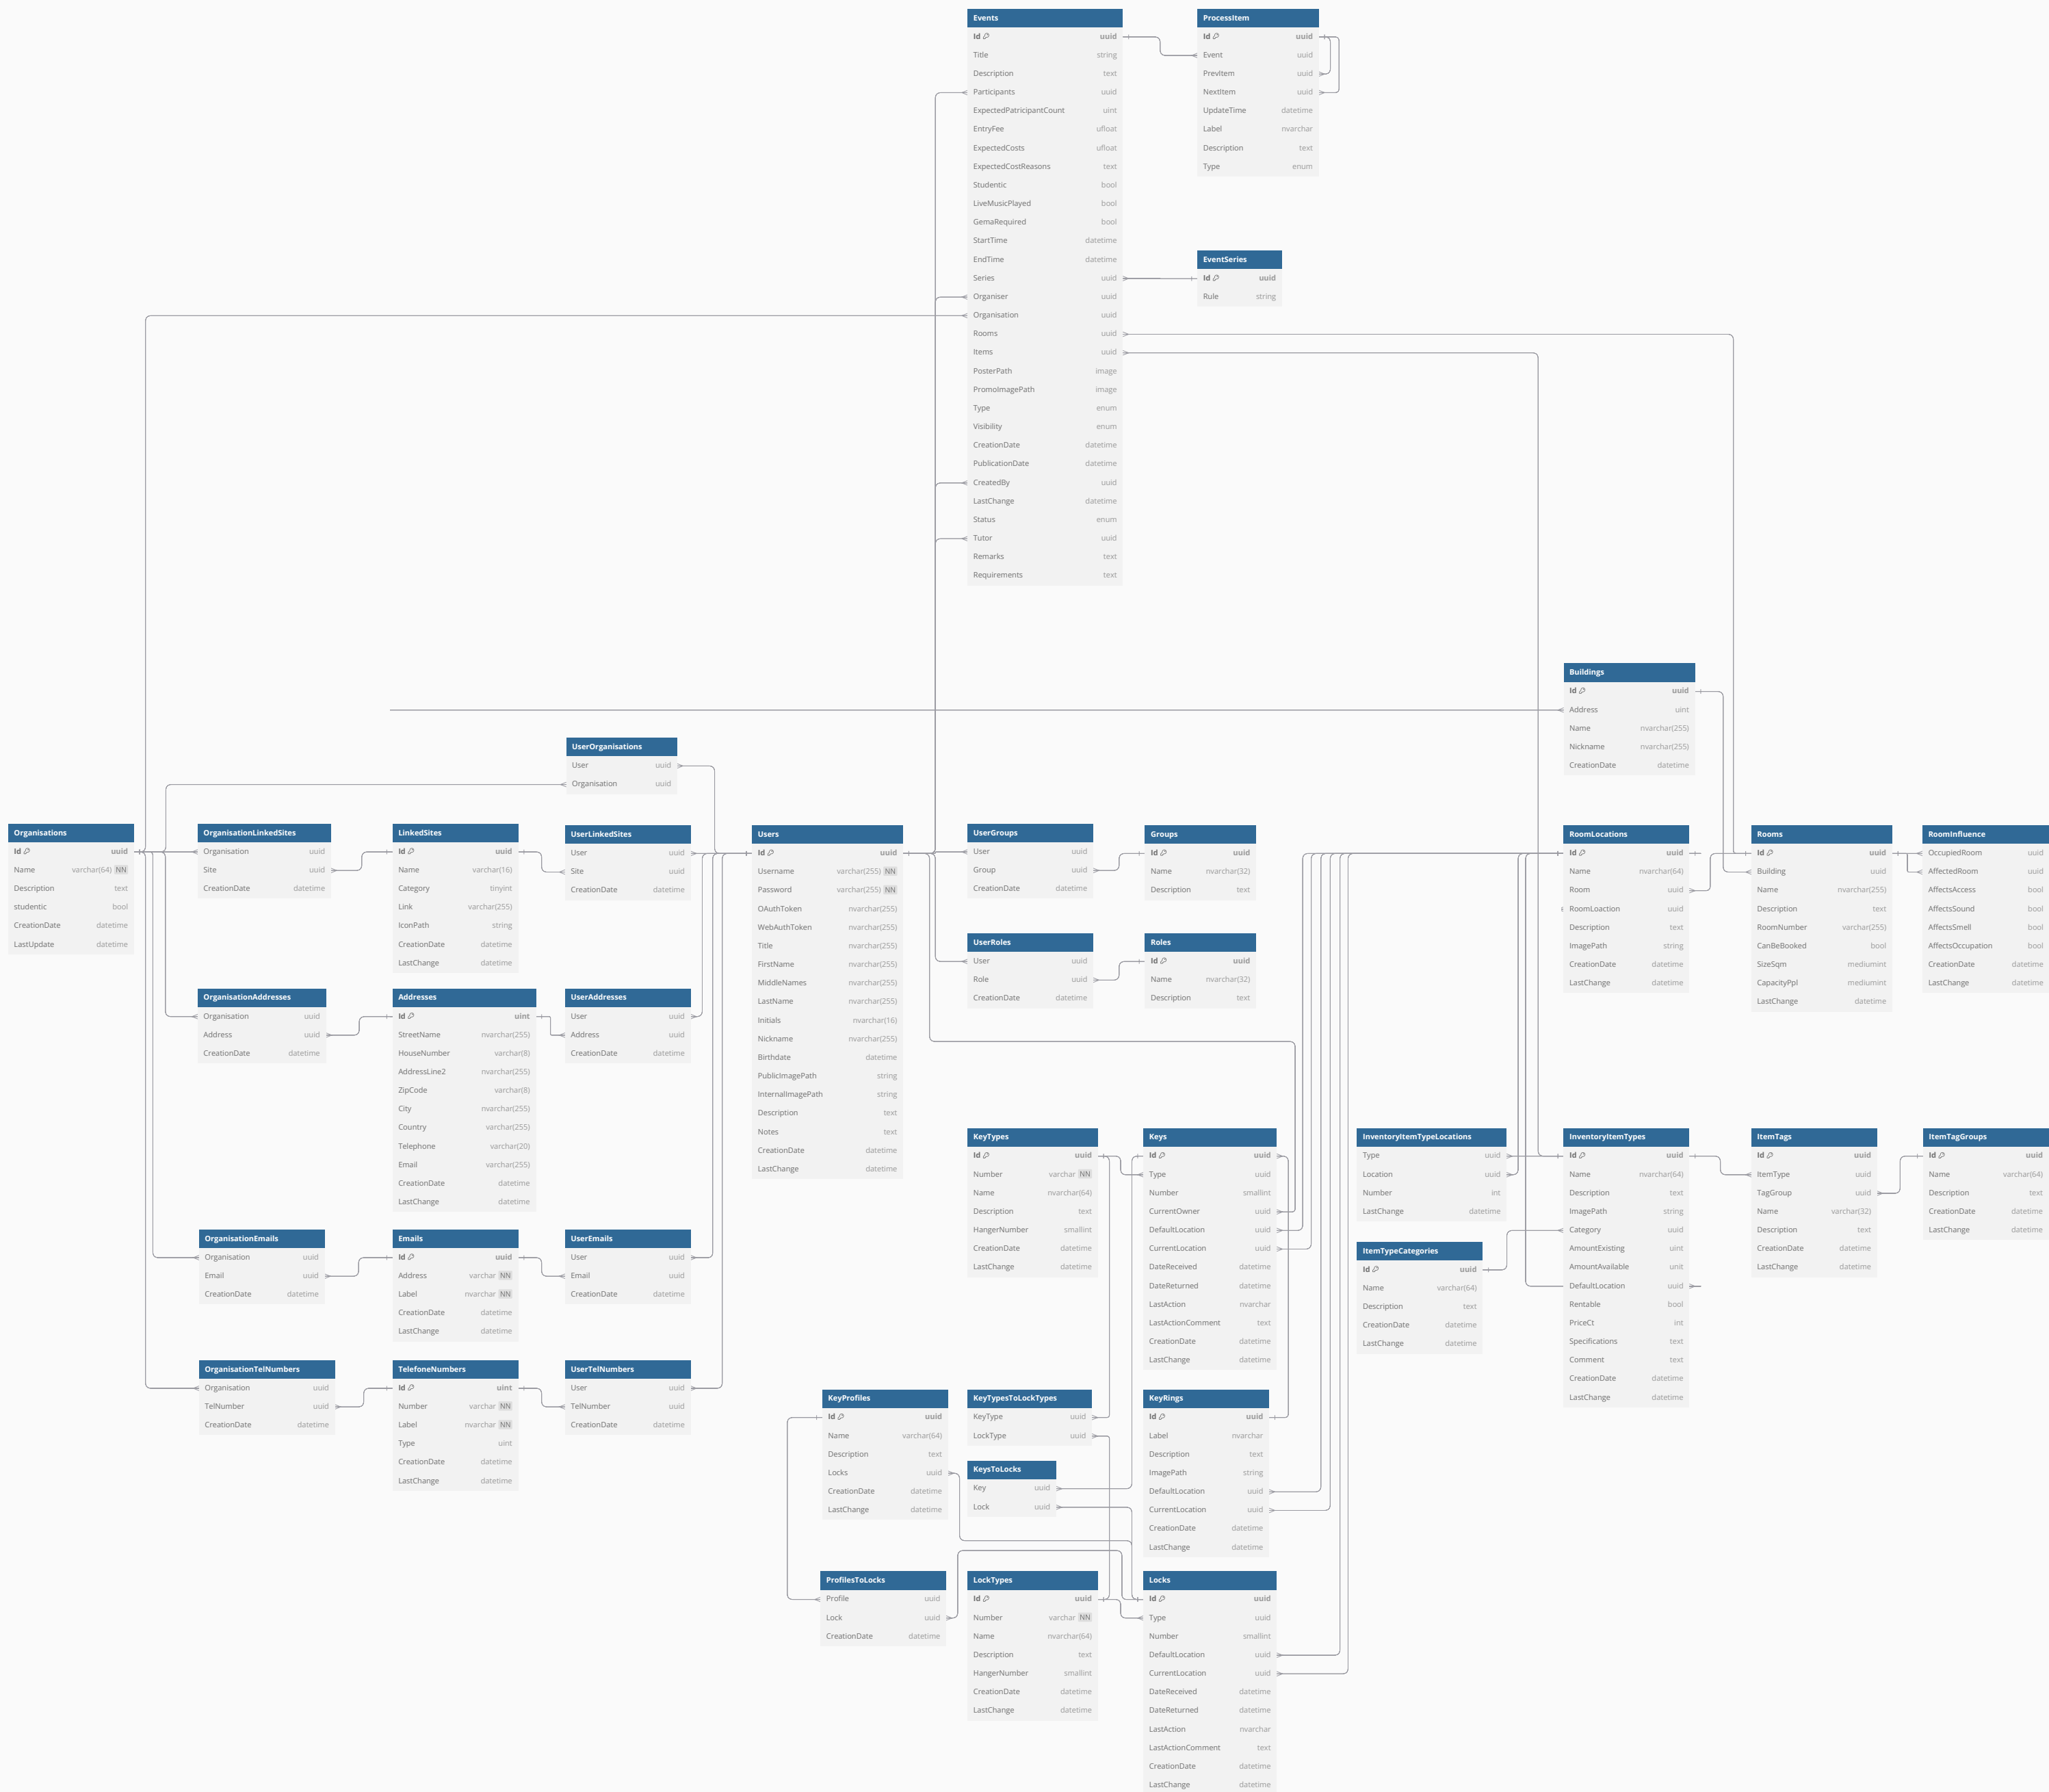 Events
Id uuid
Title string
Description text
Participants uuid
ExpectedPatricipantCount uint
EntryFee ufloat
ExpectedCosts ufloat
ExpectedCostReasons text
Studentic bool
LiveMusicPlayed bool
GemaRequired bool
StartTime datetime
EndTime datetime
Series uuid
Organiser uuid
Organisation uuid
Rooms uuid
Items uuid
PosterPath image
PromoImagePath image
Type enum
Visibility enum
CreationDate datetime
PublicationDate datetime
CreatedBy uuid
LastChange datetime
Status enum
Tutor uuid
Remarks text
Requirements text
ProcessItem
Id uuid
Event uuid
PrevItem uuid
NextItem uuid
UpdateTime datetime
Label nvarchar
Description text
Type enum
EventSeries
Id uuid
Rule string
Buildings
Id uuid
Address uint
Name nvarchar(255)
Nickname nvarchar(255)
CreationDate datetime
UserOrganisations
User uuid
Organisation uuid
Organisations
Id uuid
Name varchar(64) NN
Description text
studentic bool
CreationDate datetime
LastUpdate datetime
OrganisationLinkedSites
Organisation uuid
Site uuid
CreationDate datetime
LinkedSites
Id uuid
Name varchar(16)
Category tinyint
Link varchar(255)
IconPath string
CreationDate datetime
LastChange datetime
UserLinkedSites
User uuid
Site uuid
CreationDate datetime
Users
Id uuid
Username varchar(255) NN
Password varchar(255) NN
OAuthToken nvarchar(255)
WebAuthToken nvarchar(255)
Title nvarchar(255)
FirstName nvarchar(255)
MiddleNames nvarchar(255)
LastName nvarchar(255)
Initials nvarchar(16)
Nickname nvarchar(255)
Birthdate datetime
PublicImagePath string
InternalImagePath string
Description text
Notes text
CreationDate datetime
LastChange datetime
UserGroups
User uuid
Group uuid
CreationDate datetime
Groups
Id uuid
Name nvarchar(32)
Description text
UserRoles
User uuid
Role uuid
CreationDate datetime
Roles
Id uuid
Name nvarchar(32)
Description text
RoomLocations
Id uuid
Name nvarchar(64)
Room uuid
RoomLoaction uuid
Description text
ImagePath string
CreationDate datetime
LastChange datetime
Rooms
Id uuid
Building uuid
Name nvarchar(255)
Description text
RoomNumber varchar(255)
CanBeBooked bool
SizeSqm mediumint
CapacityPpl mediumint
LastChange datetime
RoomInfluence
OccupiedRoom uuid
AffectedRoom uuid
AffectsAccess bool
AffectsSound bool
AffectsSmell bool
AffectsOccupation bool
CreationDate datetime
LastChange datetime
OrganisationAddresses
Organisation uuid
Address uuid
CreationDate datetime
Addresses
Id uint
StreetName nvarchar(255)
HouseNumber varchar(8)
AddressLine2 nvarchar(255)
ZipCode varchar(8)
City nvarchar(255)
Country varchar(255)
Telephone varchar(20)
Email varchar(255)
CreationDate datetime
LastChange datetime
UserAddresses
User uuid
Address uuid
CreationDate datetime
KeyTypes
Id uuid
Number varchar NN
Name nvarchar(64)
Description text
HangerNumber smallint
CreationDate datetime
LastChange datetime
Keys
Id uuid
Type uuid
Number smallint
CurrentOwner uuid
DefaultLocation uuid
CurrentLocation uuid
DateReceived datetime
DateReturned datetime
LastAction nvarchar
LastActionComment text
CreationDate datetime
LastChange datetime
InventoryItemTypeLocations
Type uuid
Location uuid
Number int
LastChange datetime
ItemTypeCategories
Id uuid
Name varchar(64)
Description text
CreationDate datetime
LastChange datetime
InventoryItemTypes
Id uuid
Name nvarchar(64)
Description text
ImagePath string
Category uuid
AmountExisting uint
AmountAvailable unit
DefaultLocation uuid
Rentable bool
PriceCt int
Specifications text
Comment text
CreationDate datetime
LastChange datetime
ItemTags
Id uuid
ItemType uuid
TagGroup uuid
Name varchar(32)
Description text
CreationDate datetime
LastChange datetime
ItemTagGroups
Id uuid
Name varchar(64)
Description text
CreationDate datetime
LastChange datetime
OrganisationEmails
Organisation uuid
Email uuid
CreationDate datetime
Emails
Id uuid
Address varchar NN
Label nvarchar NN
CreationDate datetime
LastChange datetime
UserEmails
User uuid
Email uuid
CreationDate datetime
OrganisationTelNumbers
Organisation uuid
TelNumber uuid
CreationDate datetime
TelefoneNumbers
Id uint
Number varchar NN
Label nvarchar NN
Type uint
CreationDate datetime
LastChange datetime
UserTelNumbers
User uuid
TelNumber uuid
CreationDate datetime
KeyProfiles
Id uuid
Name varchar(64)
Description text
Locks uuid
CreationDate datetime
LastChange datetime
KeyTypesToLockTypes
KeyType uuid
LockType uuid
KeysToLocks
Key uuid
Lock uuid
KeyRings
Id uuid
Label nvarchar
Description text
ImagePath string
DefaultLocation uuid
CurrentLocation uuid
CreationDate datetime
LastChange datetime
ProfilesToLocks
Profile uuid
Lock uuid
CreationDate datetime
LockTypes
Id uuid
Number varchar NN
Name nvarchar(64)
Description text
HangerNumber smallint
CreationDate datetime
LastChange datetime
Locks
Id uuid
Type uuid
Number smallint
DefaultLocation uuid
CurrentLocation uuid
DateReceived datetime
DateReturned datetime
LastAction nvarchar
LastActionComment text
CreationDate datetime
LastChange datetime